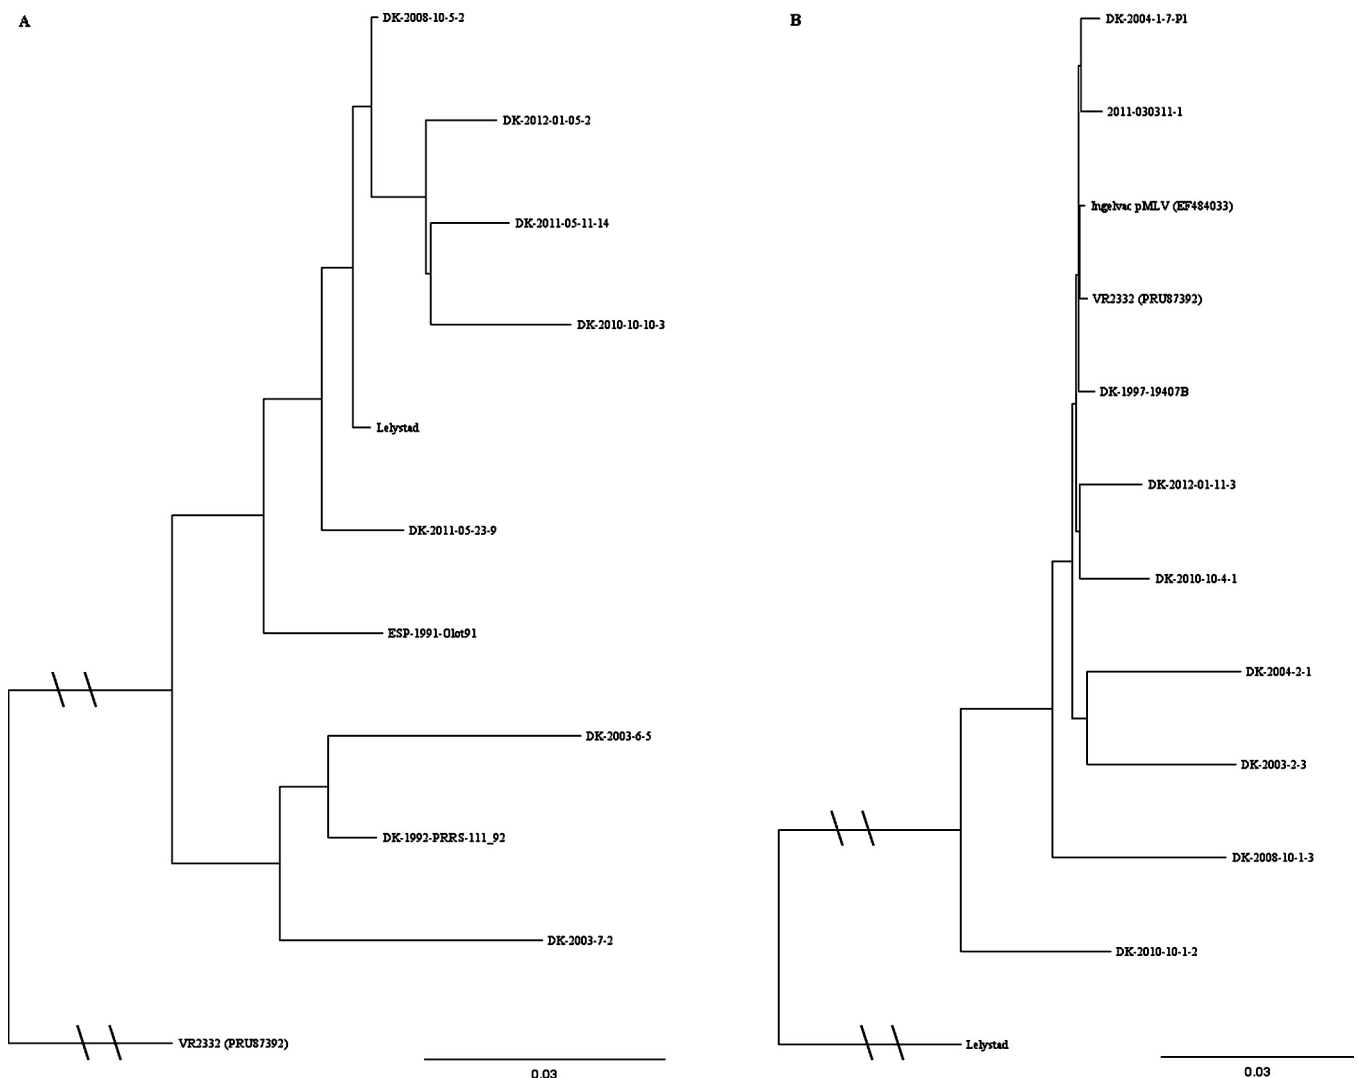 A
DK-2008-10-5-2
DK-2012-01-05-2
DK-2011-05-11-14
DK-2010-10-10-3
Lelystad
DK-2011-05-23-9
ESP-1991-Olot91
DK-2003-6-5
DK-1992-PRRS-111_92
DK-2003-7-2
VR2332 (PRU87392)
0.03
B
DK-2004-1-7-P1
2011-030311-1
Ingelvac pMLV (EF484033)
VR2332 (PRU87392)
DK-1997-19407B
DK-2012-01-11-3
DK-2010-10-4-1
DK-2004-2-1
DK-2003-2-3
DK-2008-10-1-3
DK-2010-10-1-2
Lelystad
0.03